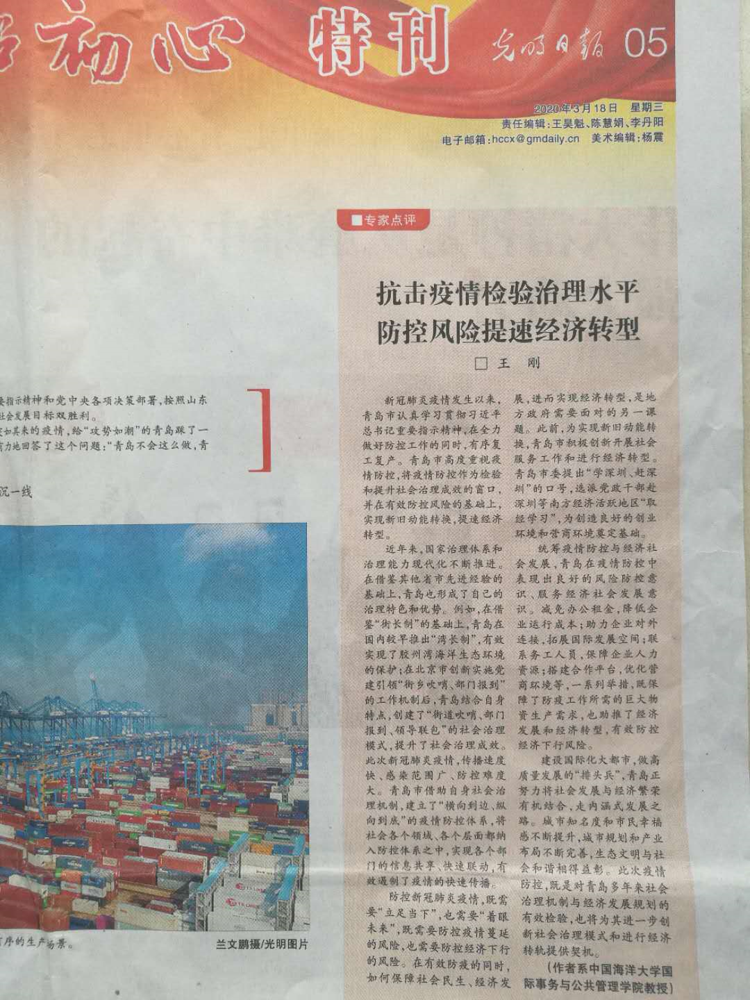 初心 特刊
光明日报 05
2020年3月18日 星期三
责任编辑:王昊魁、陈慧娟、李丹阳
电子邮箱:hccx@gmdaily.cn 美术编辑:杨震
■专家点评
抗击疫情检验治理水平
防控风险提速经济转型
□ 王 刚
要指示精神和党中央各项决策部署,按照山东
社会发展目标双胜利。
突如其来的疫情,给“攻势如潮”的青岛踩了一
有力地回答了这个问题:“青岛不会这么做,青
沉一线
新冠肺炎疫情发生以来,
青岛市认真学习贯彻习近平
总书记重要指示精神,在全力
做好防控工作的同时,有序复
工复产。青岛市高度重视疫
情防控,将疫情防控作为检验
和提升社会治理成效的窗口,
并在有效防控风险的基础上,
实现新旧动能转换,提速经济
转型。
近年来,国家治理体系和
治理能力现代化不断推进。
在借鉴其他省市先进经验的
基础上,青岛也形成了自己的
治理特色和优势。例如,在借
鉴“街长制”的基础上,青岛在
国内较早推出“湾长制”,有效
实现了胶州湾海洋生态环境
的保护;在北京市创新实施党
建引领“街乡吹哨、部门报到”
的工作机制后,青岛结合自身
特点,创建了“街道吹哨、部门
报到、领导联包”的社会治理
模式,提升了社会治理成效。
此次新冠肺炎疫情,传播速度
快、感染范围广、防控难度
大。青岛市借助自身社会治
理机制,建立了“横向到边、纵
向到底”的疫情防控体系,将
社会各个领域、各个层面都纳
入防控体系之中,实现各个部
门的信息共享、快速联动,有
效遏制了疫情的快速传播。
防控新冠肺炎疫情,既需
要“立足当下”,也需要“着眼
未来”,既需要防控疫情蔓延
的风险,也需要防控经济下行
的风险。在有效防疫的同时,
如何保障社会民生、经济发
展,进而实现经济转型,是地
方政府需要面对的另一课
题。此前,为实现新旧动能转
换,青岛市积极创新开展社会
服务工作和进行经济转型。
青岛市委提出“学深圳、赶深
圳”的口号,选派党政干部赴
深圳等南方经济活跃地区“取
经学习”,为创造良好的创业
环境和营商环境奠定基础。
统筹疫情防控与经济社
会发展,青岛在疫情防控中
表现出良好的风险防控意
识、服务经济社会发展意
识。减免办公租金,降低企
业运行成本;助力企业对外
连接,拓展国际发展空间;联
系务工人员,保障企业人力
资源;搭建合作平台,优化营
商环境等,一系列举措,既保
障了防疫工作所需的巨大物
资生产需求,也助推了经济
发展和经济转型,有效防控
经济下行风险。
建设国际化大都市,做高
质量发展的“排头兵”,青岛正
努力将社会发展与经济繁荣
有机结合,走内涵式发展之
路。城市知名度和市民幸福
感不断提升,城市规划和产业
布局不断完善,生态文明与社
会和谐相得益彰。此次疫情
防控,既是对青岛多年来社会
治理机制与经济发展规划的
有效检验,也将为其进一步创
新社会治理模式和进行经济
转轨提供契机。
(作者系中国海洋大学国
际事务与公共管理学院教授)
序的生产场景。
兰文鹏摄/光明图片